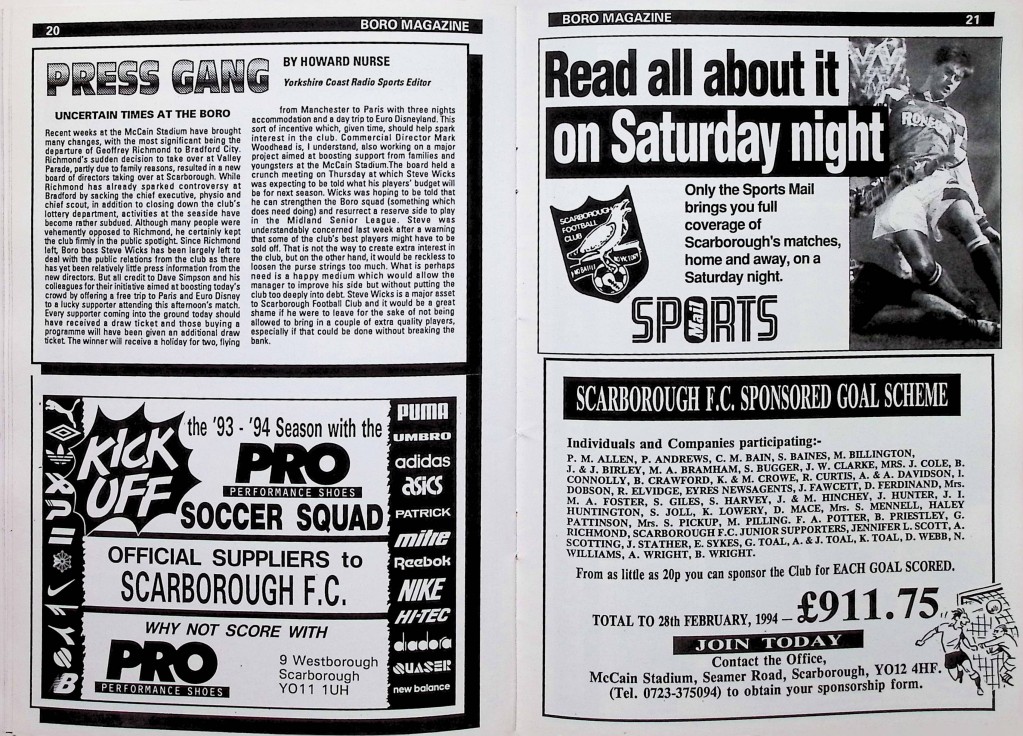 20
BORO MAGAZINE
PRESS GANG
BY HOWARD NURSE
Yorkshire Coast Radio Sports Editor
UNCERTAIN TIMES AT THE BORO
Recent weeks at the McCain Stadium have brought
many changes, with the most significant being the
departure of Geoffrey Richmond to Bradford City.
Richmond's sudden decision to take over at Valley
Parade, partly due to family reasons, resulted in a new
board of directors taking over at Scarborough. While
Richmond has already sparked controversy at
Bradford by sacking the chief executive, physio and
chief scout, in addition to closing down the club's
lottery department, activities at the seaside have
become rather subdued. Although many people were
vehemently opposed to Richmond, he certainly kept
the club firmly in the public spotlight. Since Richmond
left, Boro boss Steve Wicks has been largely left to
deal with the public relations from the club as there
has yet been relatively little press information from the
new directors. But all credit to Dave Simpson and his
colleagues for their initiative aimed at boosting today's
crowd by offering a free trip to Paris and Euro Disney
to a lucky supporter attending this afternoon's match.
Every supporter coming into the ground today should
have received a draw ticket and those buying a
programme will have been given an additional draw
ticket. The winner will receive a holiday for two, flying
from Manchester to Paris with three nights
accommodation and a day trip to Euro Disneyland. This
sort of incentive which, given time, should help spark
interest in the club. Commercial Director Mark
Woodhead is, I understand, also working on a major
project aimed at boosting support from families and
youngsters at the McCain Stadium.The board held a
crunch meeting on Thursday at which Steve Wicks
was expecting to be told what his players' budget will
be for next season. Wicks was hoping to be told that
he can strengthen the Boro squad (something which
does need doing) and resurrect a reserve side to play
in the Midland Senior League. Steve was
understandably concerned last week after a warning
that some of the club's best players might have to be
sold off. That is not the way to create extra interest in
the club, but on the other hand, it would be reckless to
loosen the purse strings too much. What is perhaps
need is a happy medium which would allow the
manager to improve his side but without putting the
club too deeply into debt. Steve Wicks is a major asset
to Scarborough Football Club and it would be a great
shame if he were to leave for the sake of not being
allowed to bring in a couple of extra quality players,
especially if that could be done without breaking the
bank.
KICK
OFF
the '93 - '94 Season with the
PRO
PERFORMANCE SHOES
SOCCER SQUAD
OFFICIAL SUPPLIERS to
SCARBOROUGH F.C.
WHY NOT SCORE WITH
PRO
PERFORMANCE SHOES
9 Westborough
Scarborough
YO11 1UH
PUMA
UMBRO
adidas
asics
PATRICK
mitre
Reebok
NIKE
HI-TEC
diadora
QUASER
new balance
BORO MAGAZINE
21
Read all about it
on Saturday night
SCARBOROUGH
FOOTBALL
CLUB
NO BATTLE
NO VICTORY
Only the Sports Mail
brings you full
coverage of
Scarborough's matches,
home and away, on a
Saturday night.
SPORTS
Mail
SCARBOROUGH F.C. SPONSORED GOAL SCHEME
Individuals and Companies participating:-
P. M. ALLEN, P. ANDREWS, C. M. BAIN, S. BAINES, M. BILLINGTON,
J. & J. BIRLEY, M. A. BRAMHAM, S. BUGGER, J. W. CLARKE, MRS. J. COLE, B.
CONNOLLY, B. CRAWFORD, K. & M. CROWE, R. CURTIS, A. & A. DAVIDSON, I.
DOBSON, R. ELVIDGE, EYRES NEWSAGENTS, J. FAWCETT, D. FERDINAND, Mrs.
M. A. FOSTER, S. GILES, S. HARVEY, J. & M. HINCHEY, J. HUNTER, J. I.
HUNTINGTON, S. JOLL, K. LOWERY, D. MACE, Mrs. S. MENNELL, HALEY
PATTINSON, Mrs. S. PICKUP, M. PILLING. F. A. POTTER, B. PRIESTLEY, G.
RICHMOND, SCARBOROUGH F.C. JUNIOR SUPPORTERS, JENNIFER L. SCOTT, A.
SCOTTING, J. STATHER, E. SYKES, G. TOAL, A. & J. TOAL, K. TOAL, D. WEBB, N.
WILLIAMS, A. WRIGHT, B. WRIGHT.
From as little as 20p you can sponsor the Club for EACH GOAL SCORED.
TOTAL TO 28th FEBRUARY, 1994 – £911.75
JOIN TODAY
Contact the Office,
McCain Stadium, Seamer Road, Scarborough, YO12 4HF.
(Tel. 0723-375094) to obtain your sponsorship form.